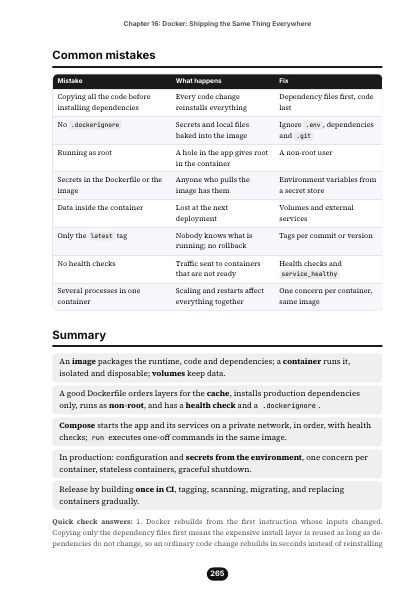 Chapter 16: Docker: Shipping the Same Thing Everywhere
Common mistakes
Mistake What happens Fix
Copying all the code before Every code change Dependency files first, code
installing dependencies reinstalls everything last
No .dockerignore Secrets and local files Ignore .env, dependencies
baked into the image and .git
Running as root A hole in the app gives root A non-root user
in the container
Secrets in the Dockerfile or the Anyone who pulls the Environment variables from
image image has them a secret store
Data inside the container Lost at the next Volumes and external
deployment services
Only the latest tag Nobody knows what is Tags per commit or version
running; no rollback
No health checks Traffic sent to containers Health checks and
that are not ready service_healthy
Several processes in one Scaling and restarts affect One concern per container,
container everything together same image
Summary
An image packages the runtime, code and dependencies; a container runs it,
isolated and disposable; volumes keep data.
A good Dockerfile orders layers for the cache, installs production dependencies
only, runs as non-root, and has a health check and a .dockerignore.
Compose starts the app and its services on a private network, in order, with health
checks; run executes one-off commands in the same image.
In production: configuration and secrets from the environment, one concern per
container, stateless containers, graceful shutdown.
Release by building once in CI, tagging, scanning, migrating, and replacing
containers gradually.
Quick check answers: 1. Docker rebuilds from the first instruction whose inputs changed.
Copying only the dependency files first means the expensive install layer is reused as long as de-
pendencies do not change, so an ordinary code change rebuilds in seconds instead of reinstalling
265